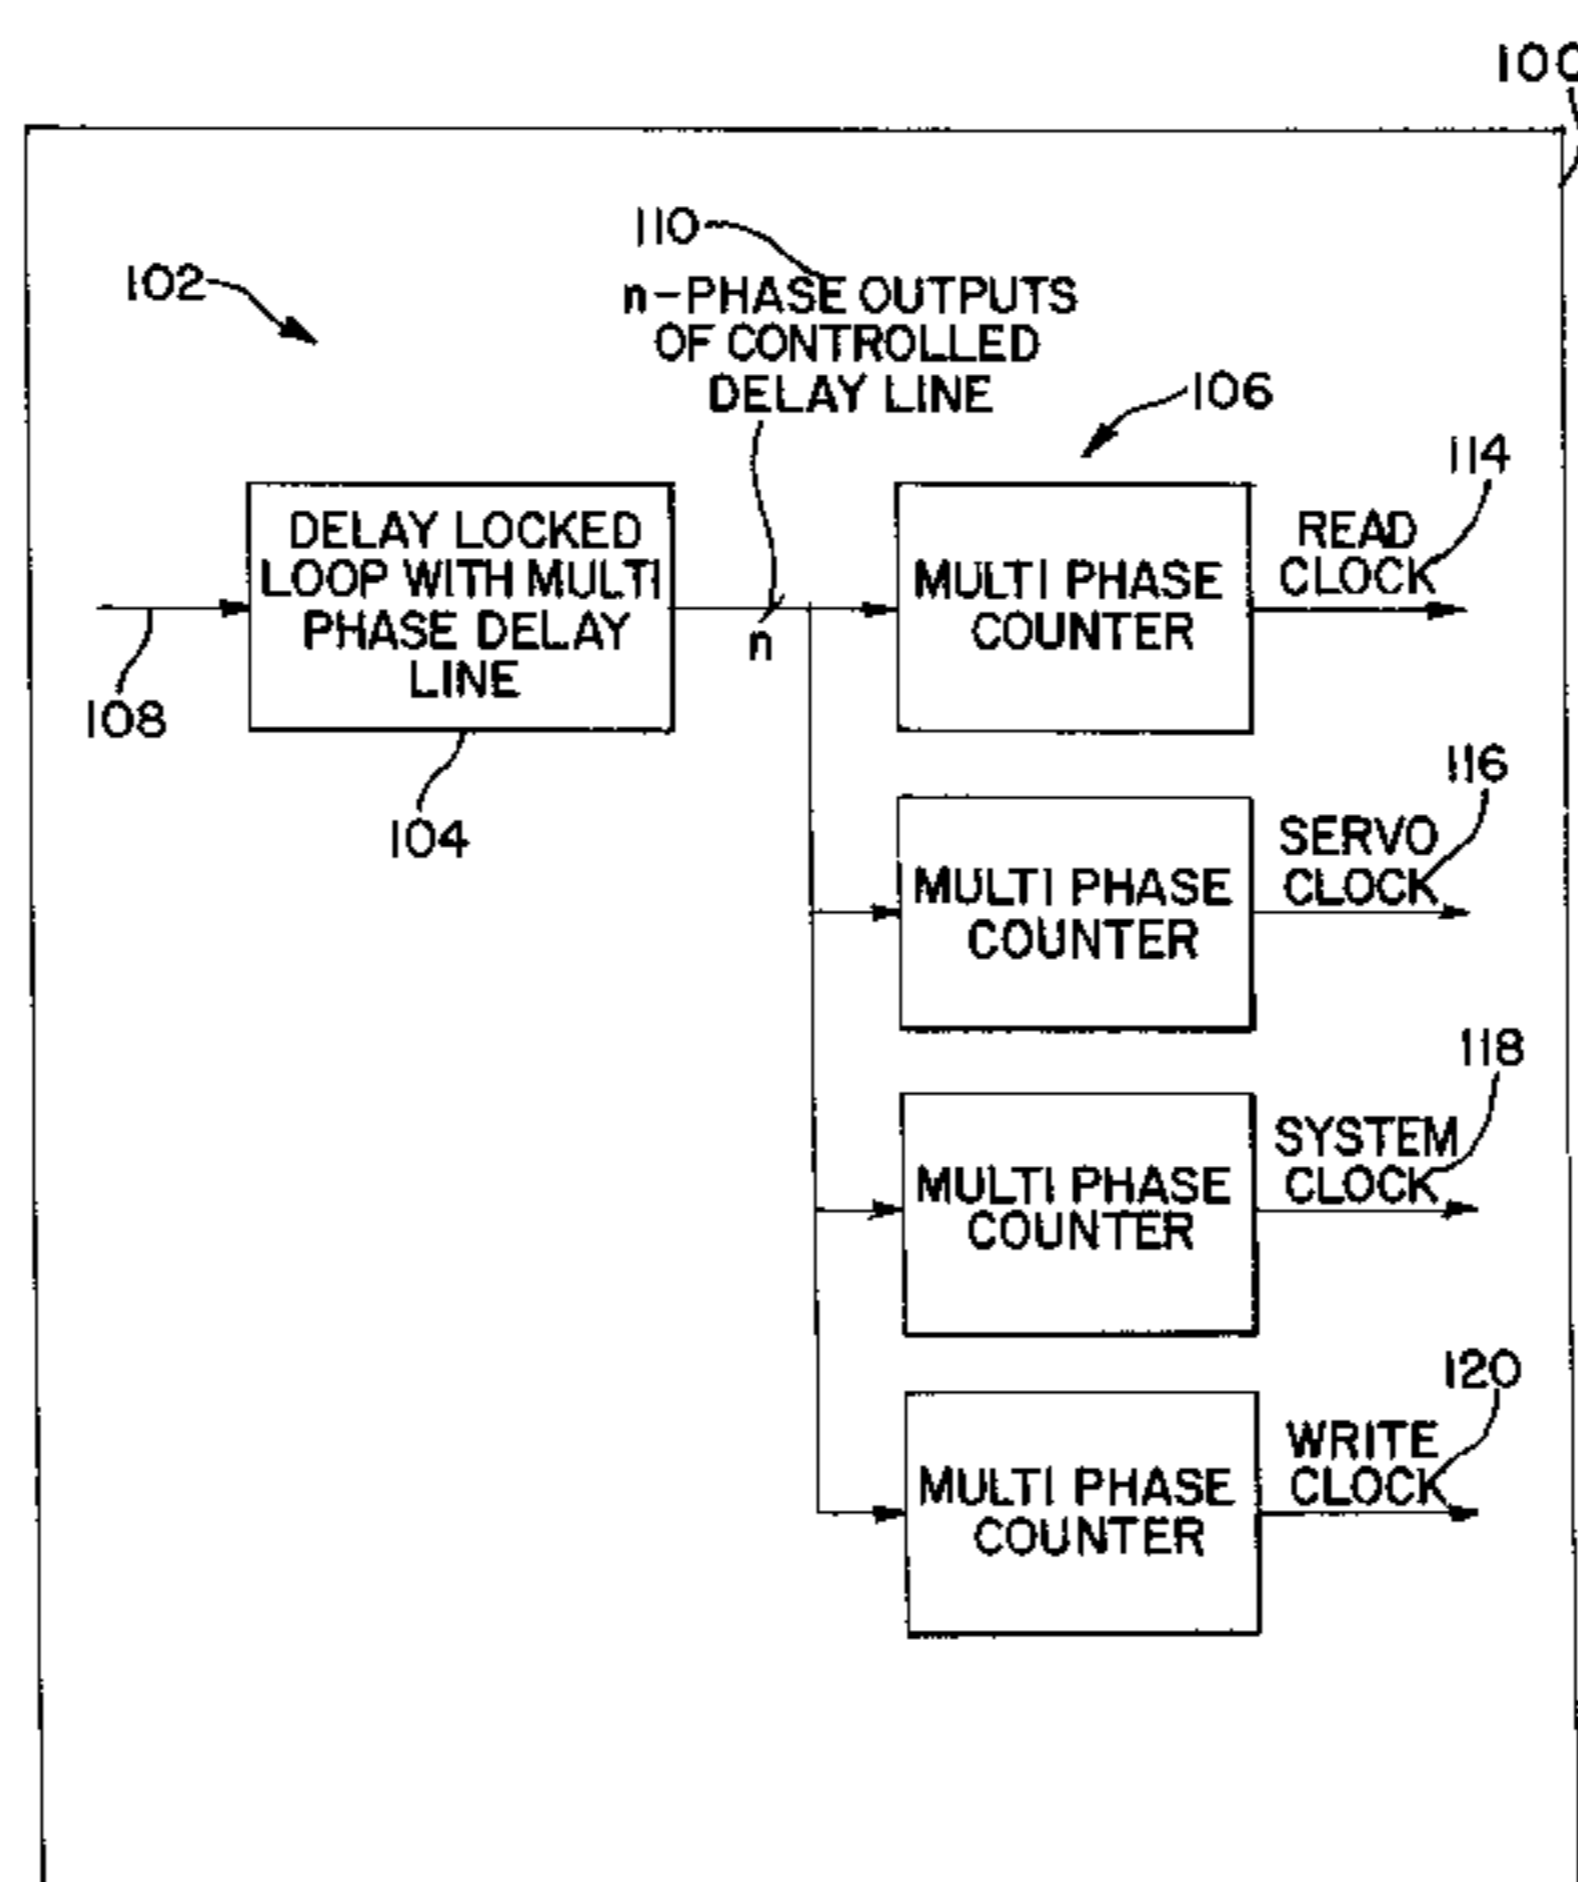 100
110
102
n-PHASE OUTPUTS
OF CONTROLLED
DELAY LINE
106
114
DELAY LOCKED
LOOP WITH MULTI
PHASE DELAY
LINE
n
MULTI PHASE
COUNTER
READ
CLOCK
108
104
116
MULTI PHASE
COUNTER
SERVO
CLOCK
118
MULTI PHASE
COUNTER
SYSTEM
CLOCK
120
MULTI PHASE
COUNTER
WRITE
CLOCK